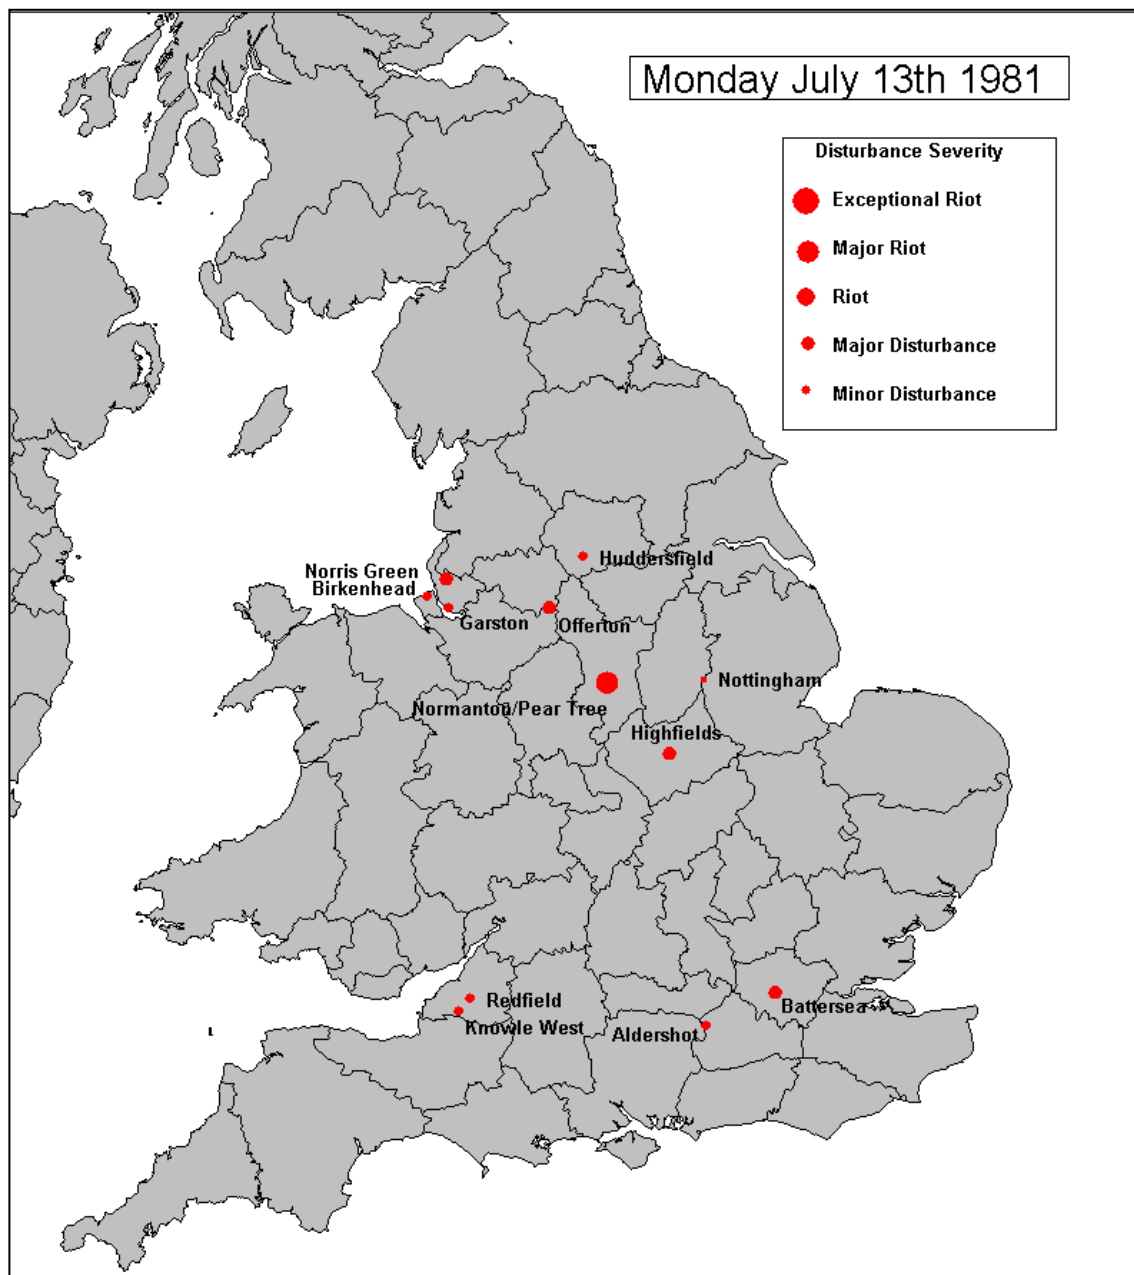 Monday July 13th 1981
Disturbance Severity
Exceptional Riot
Major Riot
Riot
Major Disturbance
Minor Disturbance
Huddersfield
Norris Green
Birkenhead
Garston
Offerton
Nottingham
Normantou/Pear Tree
Highfields
Redfield
Knowle West
Battersea
Aldershot